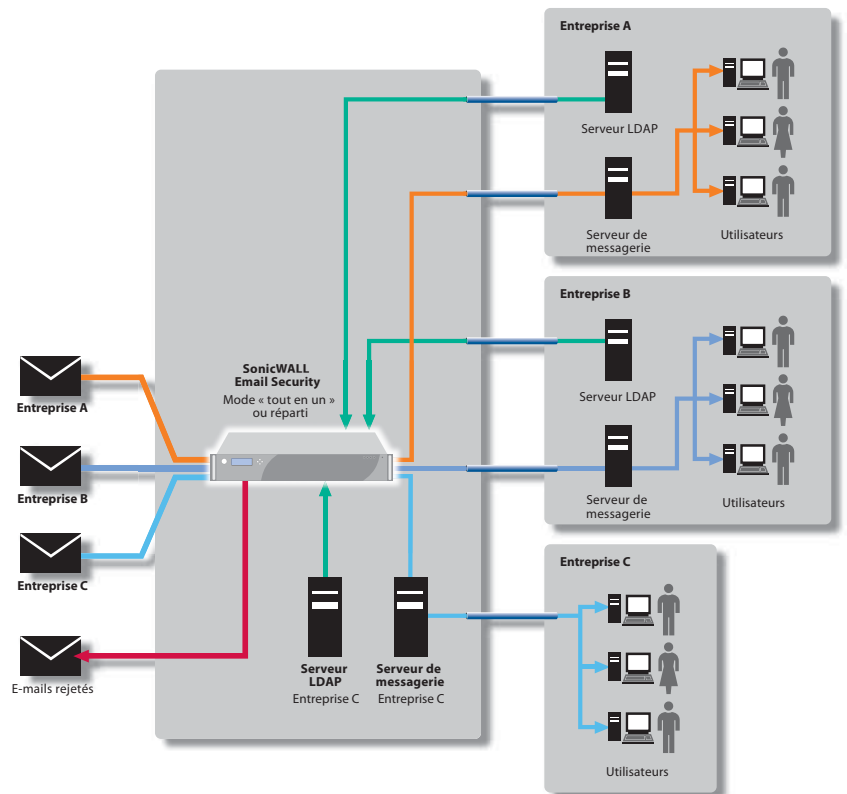 Entreprise A
Serveur LDAP
Serveur de
messagerie
Utilisateurs
Entreprise B
Serveur LDAP
Serveur de
messagerie
Utilisateurs
SonicWALL
Email Security
Mode « tout en un »
ou réparti
Entreprise A
Entreprise B
Entreprise C
E-mails rejetés
Serveur
LDAP
Entreprise C
Serveur de
messagerie
Entreprise C
Entreprise C
Utilisateurs